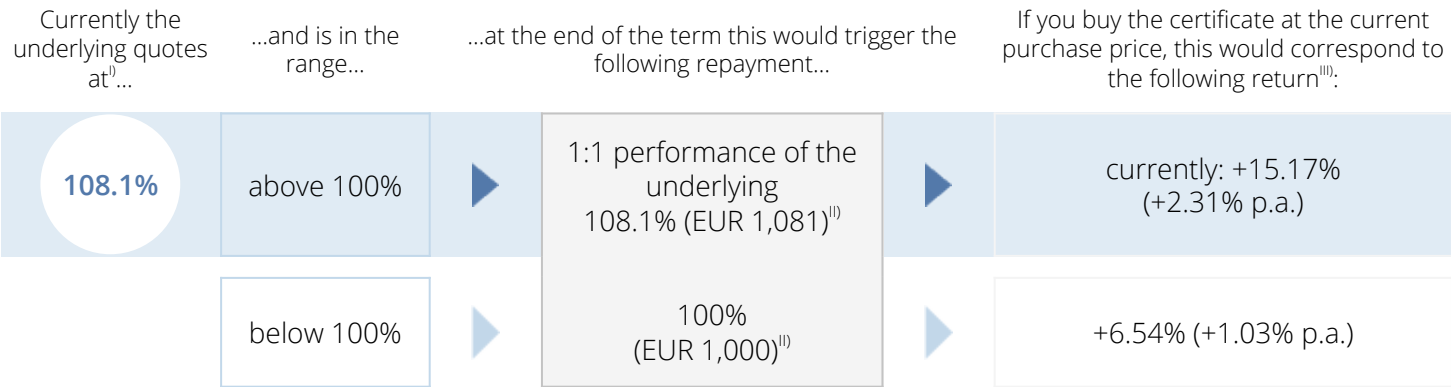 Currently the
underlying quotes
at^I)...
...and is in the
range...
...at the end of the term this would trigger the
following repayment...
If you buy the certificate at the current
purchase price, this would correspond to
the following return^III):
108.1%
above 100%
1:1 performance of the
underlying
108.1% (EUR 1,081)^II)
currently: +15.17%
(+2.31% p.a.)
below 100%
100%
(EUR 1,000)^II)
+6.54% (+1.03% p.a.)